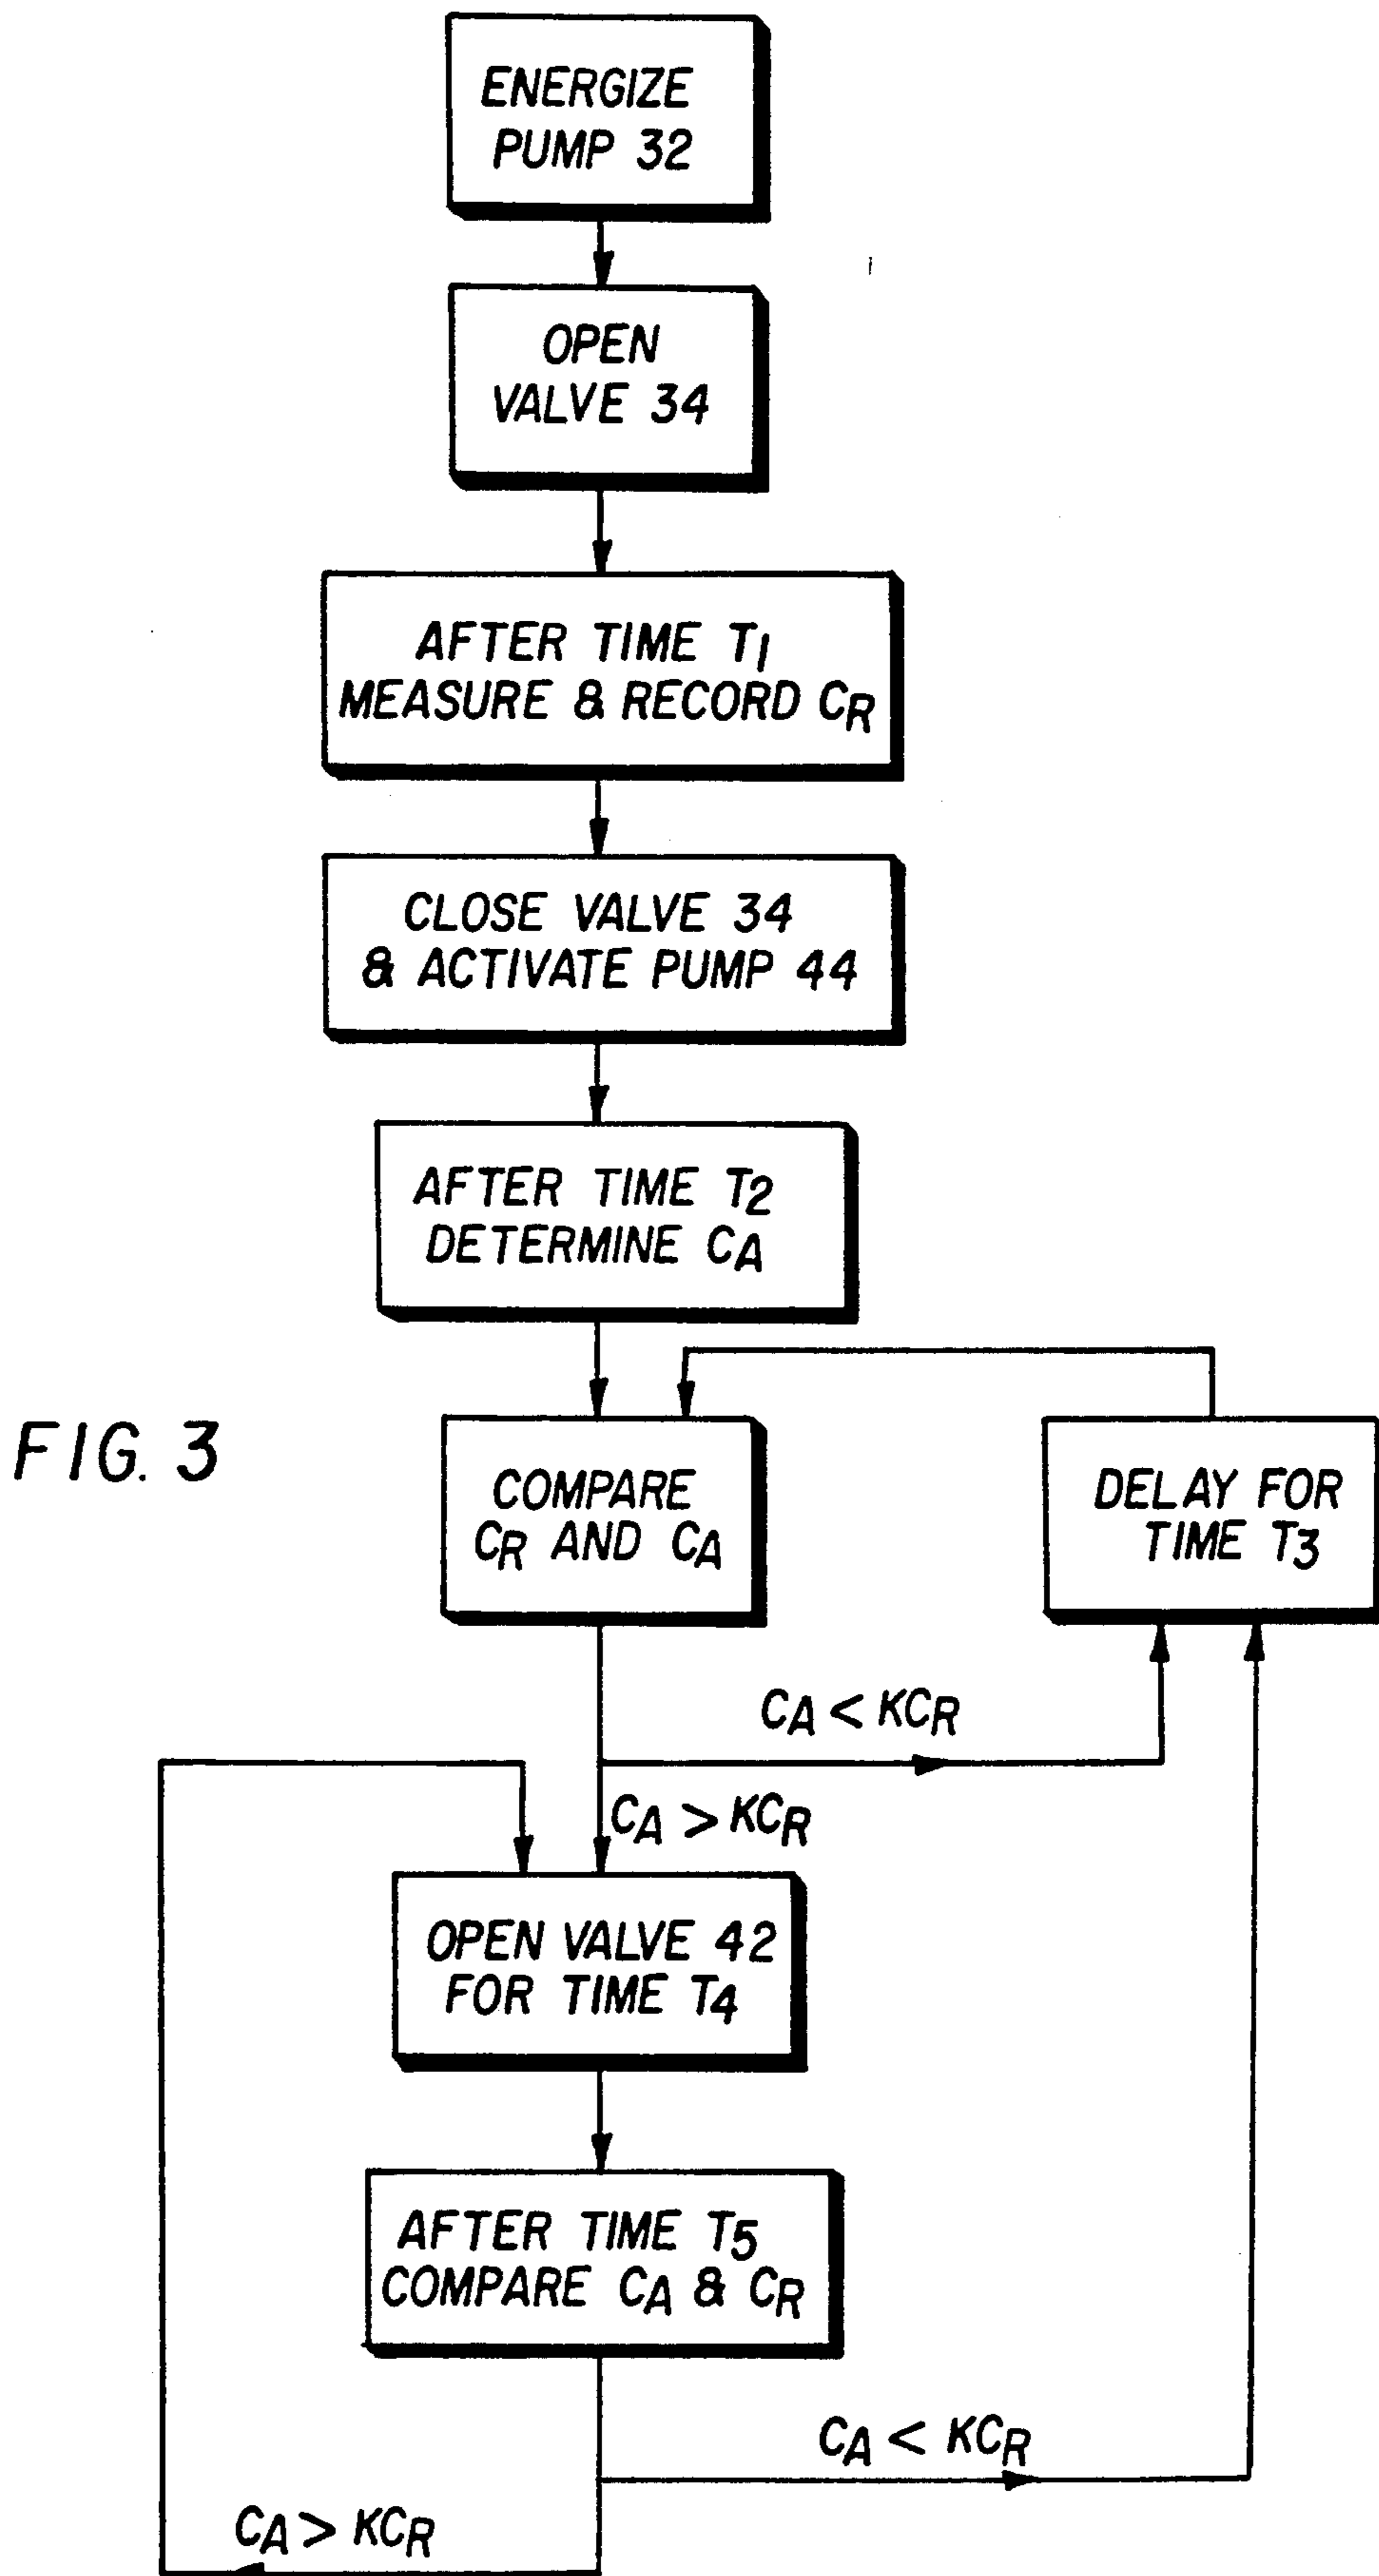 ENERGIZE
PUMP 32
OPEN
VALVE 34
AFTER TIME T1
MEASURE & RECORD CR
CLOSE VALVE 34
& ACTIVATE PUMP 44
AFTER TIME T2
DETERMINE CA
FIG. 3
COMPARE
CR AND CA
DELAY FOR
TIME T3
CA < KCR
CA > KCR
OPEN VALVE 42
FOR TIME T4
AFTER TIME T5
COMPARE CA & CR
CA < KCR
CA > KCR